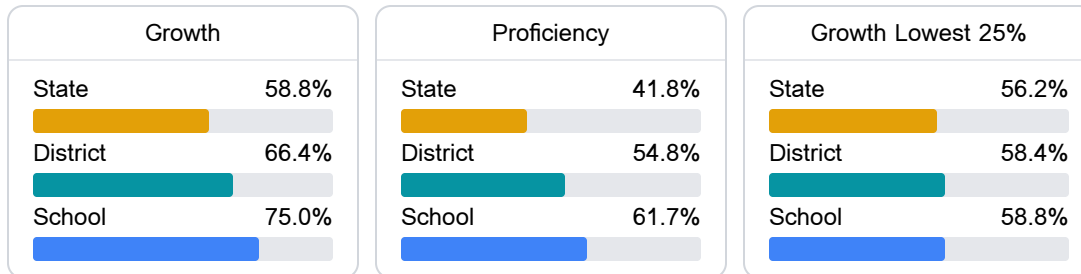 Growth
State 58.8%
District 66.4%
School 75.0%
Proficiency
State 41.8%
District 54.8%
School 61.7%
Growth Lowest 25%
State 56.2%
District 58.4%
School 58.8%